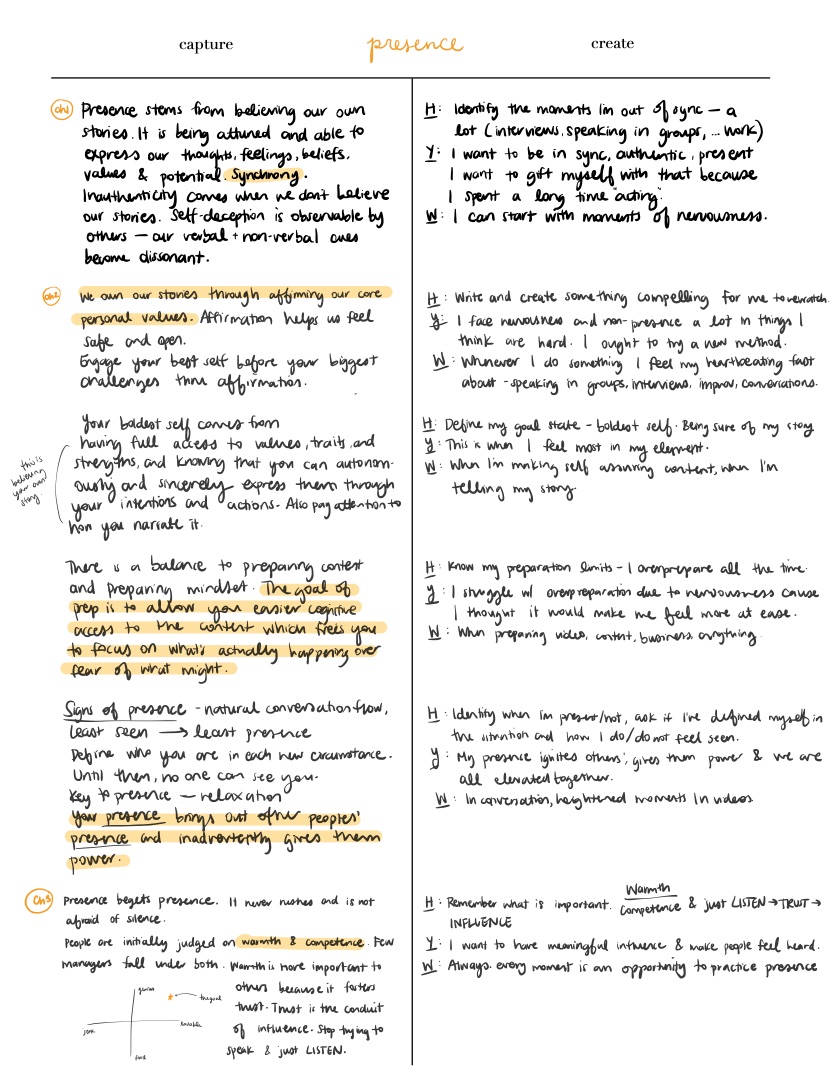 capture
presence
create
ch1
Presence stems from believing our own
stories. It is being attuned and able to
express our thoughts, feelings, beliefs,
values & potential. Synchrony.
Inauthenticity comes when we don't believe
our stories. Self-deception is observable by
others — our verbal + non-verbal cues
become dissonant.
H: Identify the moments I'm out of sync — a
lot (interviews, speaking in groups, ... work)
Y: I want to be in sync, authentic, present
I want to gift myself with that because
I spent a long time "acting".
W: I can start with moments of nervousness.
ch2
We own our stories through affirming our core
personal values. Affirmation helps us feel
safe and open.
Engage your best self before your biggest
challenges thru affirmation.
H: Write and create something compelling for me to rewatch.
Y: I face nervousness and non-presence a lot in things I
think are hard. I ought to try a new method.
W: Whenever I do something I feel my heartbeating fast
about - speaking in groups, interviews, improv, conversations.
Your boldest self comes from
having full access to values, traits, and
strengths, and knowing that you can autonom-
ously and sincerely express them through
your intentions and actions. Also pay attention to
how you narrate it.
this is
believing
your own
story.
H: Define my goal state - boldest self. Being sure of my story
Y: This is when I feel most in my element.
W: When I'm making self assuring content, when I'm
telling my story.
There is a balance to preparing content
and preparing mindset. The goal of
prep is to allow you easier cognitive
access to the content which frees you
to focus on what's actually happening over
fear of what might.
H: Know my preparation limits - I overprepare all the time.
Y: I struggle w/ overpreparation due to nervousness cause
I thought it would make me feel more at ease.
W: When preparing video, content, business, anything.
Signs of presence - natural conversation flow,
Least seen → least presence
Define who you are in each new circumstance.
Until then, no one can see you.
Key to presence — relaxation
Your presence brings out other peoples'
presence and inadvertently gives them
power.
H: Identify when I'm present/not, ask if I've defined myself in
the situation and how I do/do not feel seen.
Y: My presence ignites others', gives them power & we are
all elevated together.
W: In conversation, heightened moments in videos
Ch3
Presence begets presence. It never rushes and is not
afraid of silence.
People are initially judged on warmth & competence. Few
managers fall under both. Warmth is more important to
others because it fosters
trust. Trust is the conduit
of influence. Stop trying to
speak & just LISTEN.
genius
the goal
lovable
H: Remember what is important. Warmth
Competence & just LISTEN → TRUST →
INFLUENCE
Y: I want to have meaningful influence & make people feel heard.
W: Always. every moment is an opportunity to practice presence